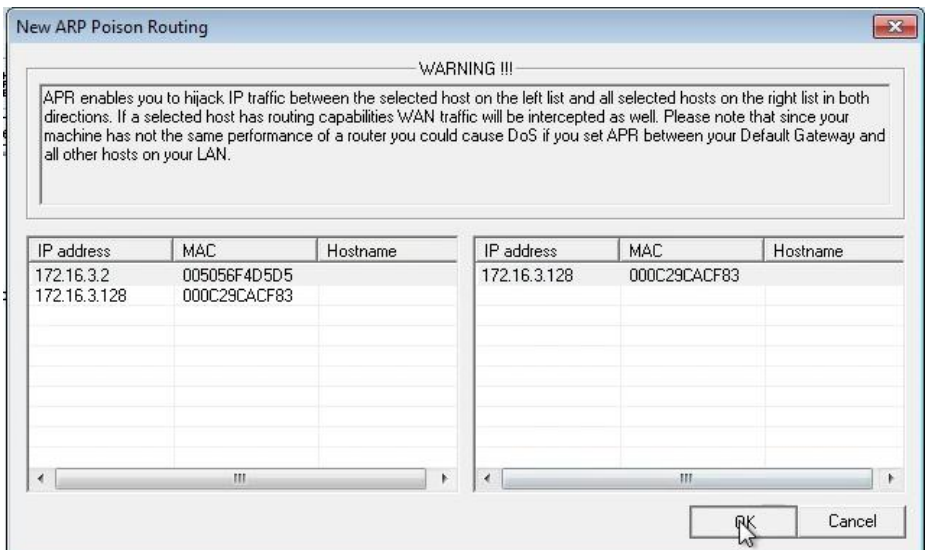 New ARP Poison Routing
WARNING !!!
APR enables you to hijack IP traffic between the selected host on the left list and all selected hosts on the right list in both
directions. If a selected host has routing capabilities WAN traffic will be intercepted as well. Please note that since your
machine has not the same performance of a router you could cause DoS if you set APR between your Default Gateway and
all other hosts on your LAN.
IP address MAC Hostname
172.16.3.2 005056F4D5D5
172.16.3.128 000C29CACF83
IP address MAC Hostname
172.16.3.128 000C29CACF83
OK Cancel